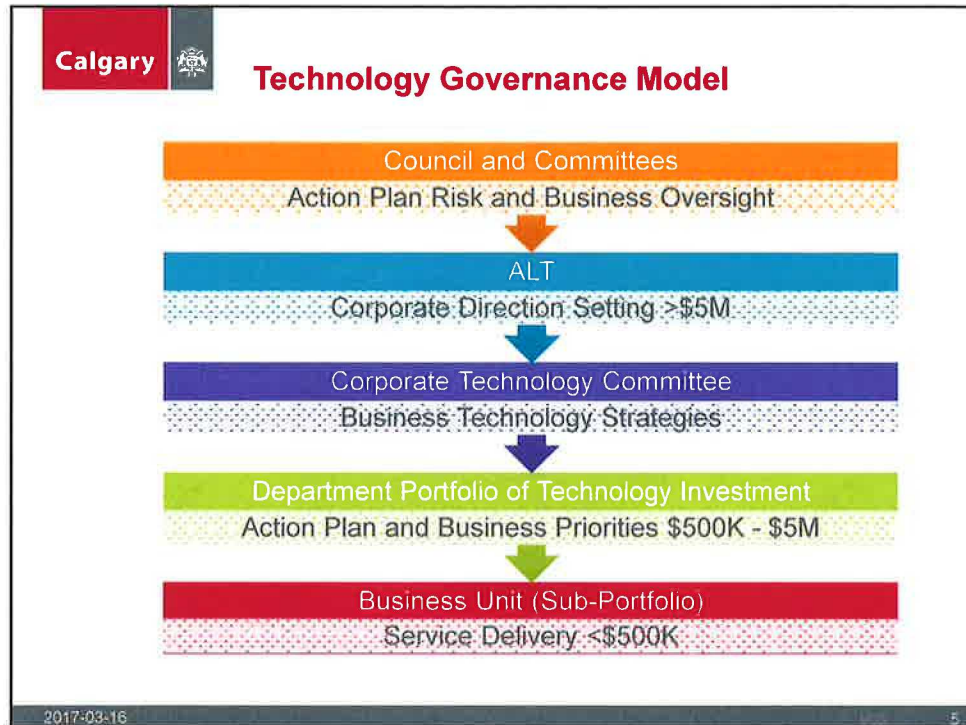 Calgary
Technology Governance Model
Council and Committees
Action Plan Risk and Business Oversight
ALT
Corporate Direction Setting >$5M
Corporate Technology Committee
Business Technology Strategies
Department Portfolio of Technology Investment
Action Plan and Business Priorities $500K - $5M
Business Unit (Sub-Portfolio)
Service Delivery <$500K
2017-03-16
5